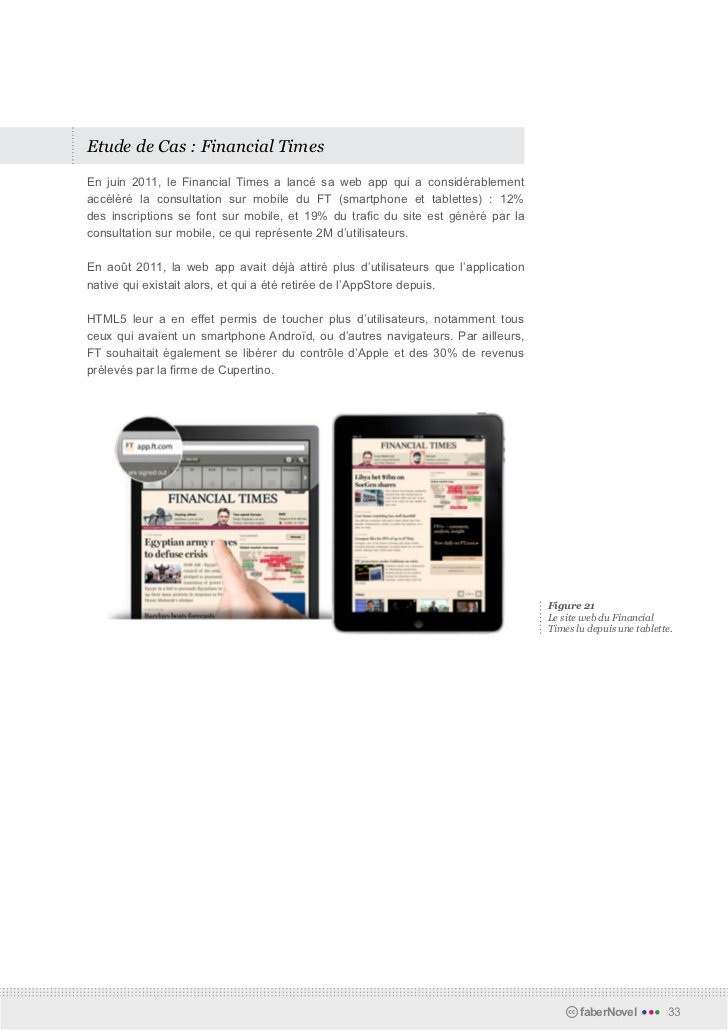 Etude de Cas : Financial Times
En juin 2011, le Financial Times a lancé sa web app qui a considérablement
accéléré la consultation sur mobile du FT (smartphone et tablettes) : 12%
des inscriptions se font sur mobile, et 19% du trafic du site est généré par la
consultation sur mobile, ce qui représente 2M d’utilisateurs.
En août 2011, la web app avait déjà attiré plus d’utilisateurs que l’application
native qui existait alors, et qui a été retirée de l’AppStore depuis.
HTML5 leur a en effet permis de toucher plus d’utilisateurs, notamment tous
ceux qui avaient un smartphone Androïd, ou d’autres navigateurs. Par ailleurs,
FT souhaitait également se libérer du contrôle d’Apple et des 30% de revenus
prélevés par la firme de Cupertino.
FT app.ft.com
are signed out
FINANCIAL TIMES
Egyptian army
to defuse crisis
Barclays beats forecasts
FINANCIAL TIMES
Libya bet $1bn on
SocGen shares
Figure 21
Le site web du Financial
Times lu depuis une tablette.
cc faberNovel 33